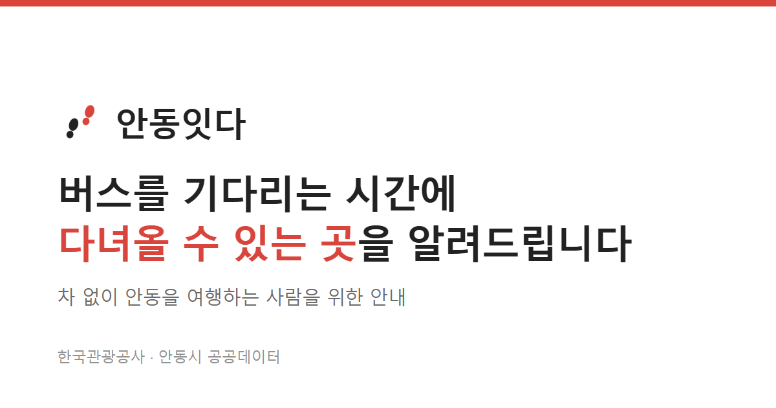 안동잇다
버스를 기다리는 시간에
다녀올 수 있는 곳을 알려드립니다
차 없이 안동을 여행하는 사람을 위한 안내
한국관광공사 · 안동시 공공데이터